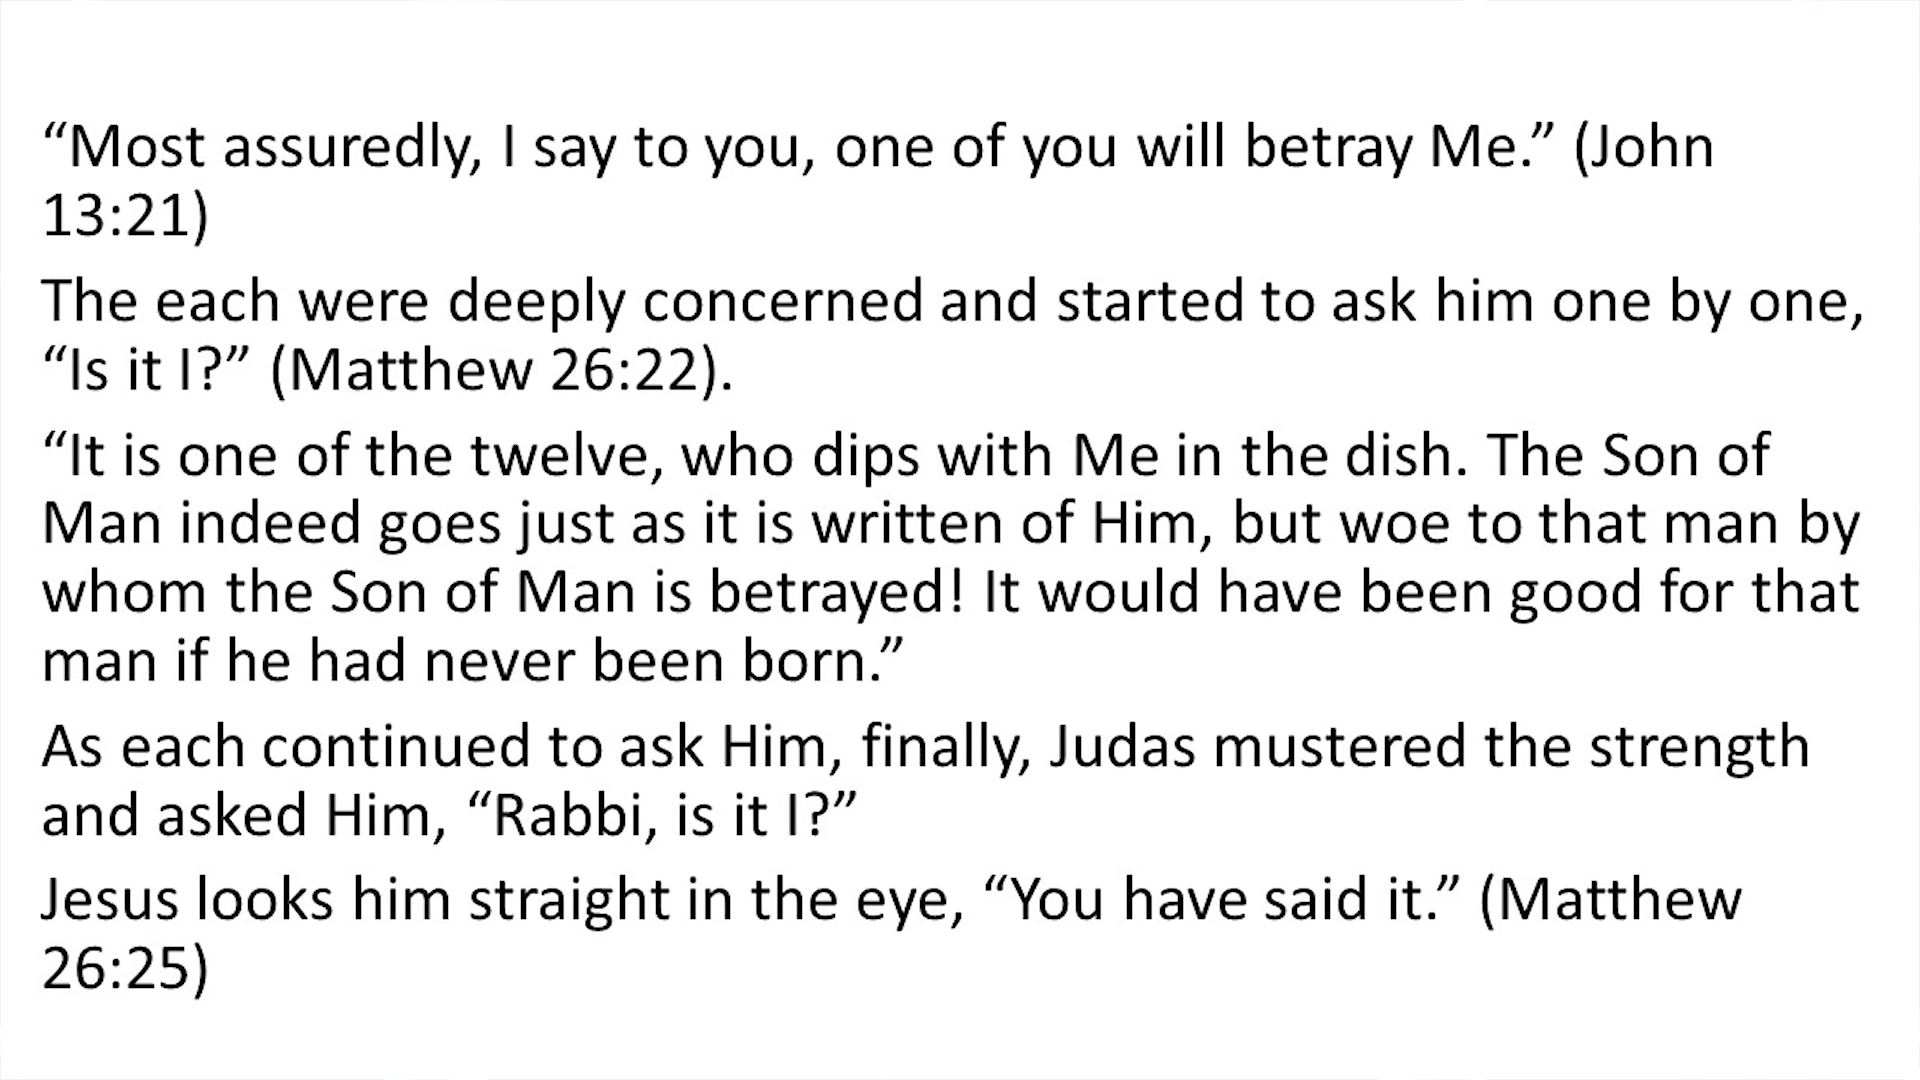 “Most assuredly, I say to you, one of you will betray Me.” (John
13:21)
The each were deeply concerned and started to ask him one by one,
“Is it I?” (Matthew 26:22).
“It is one of the twelve, who dips with Me in the dish. The Son of
Man indeed goes just as it is written of Him, but woe to that man by
whom the Son of Man is betrayed! It would have been good for that
man if he had never been born.”
As each continued to ask Him, finally, Judas mustered the strength
and asked Him, “Rabbi, is it I?”
Jesus looks him straight in the eye, “You have said it.” (Matthew
26:25)